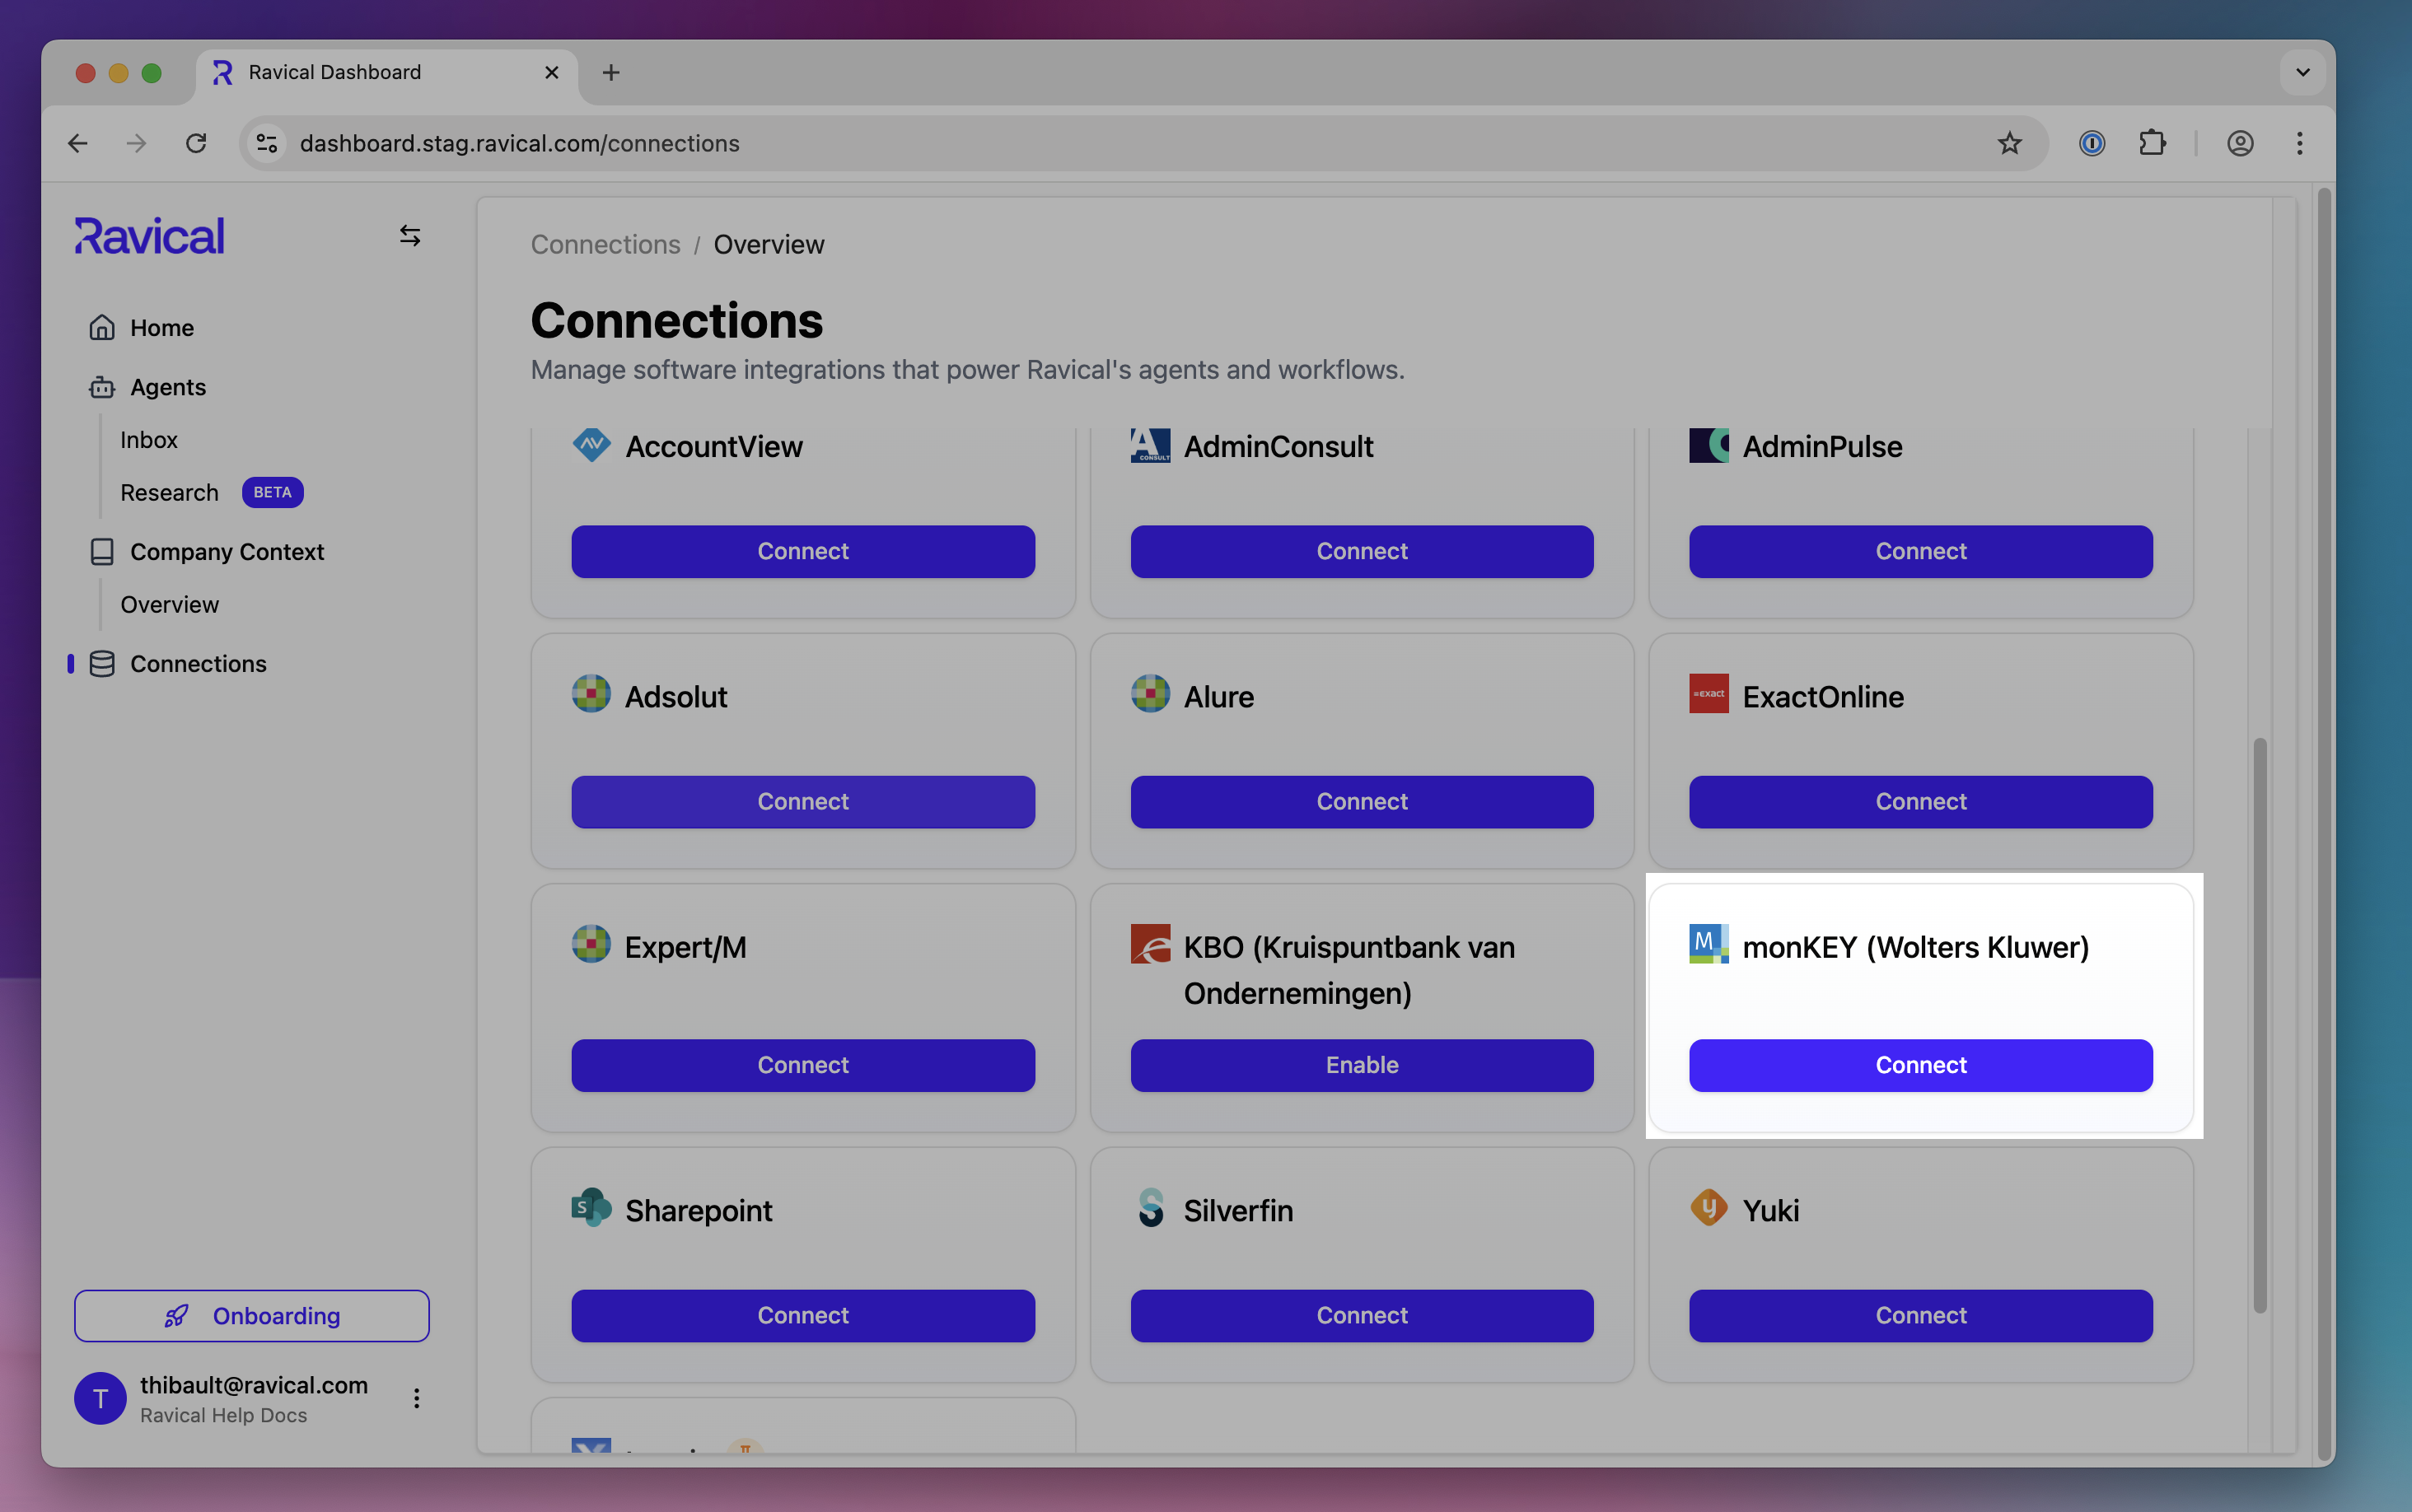 Ravical Dashboard
dashboard.stag.ravical.com/connections
Ravical
Home
Agents
Inbox
Research BETA
Company Context
Overview
Connections
Onboarding
T
thibault@ravical.com
Ravical Help Docs
Connections / Overview
Connections
Manage software integrations that power Ravical's agents and workflows.
AccountView
Connect
A CONSULT
AdminConsult
Connect
AdminPulse
Connect
Adsolut
Connect
Alure
Connect
=exact
ExactOnline
Connect
Expert/M
Connect
KBO (Kruispuntbank van
Ondernemingen)
Enable
M
monKEY (Wolters Kluwer)
Connect
S
Sharepoint
Connect
Silverfin
Connect
y
Yuki
Connect